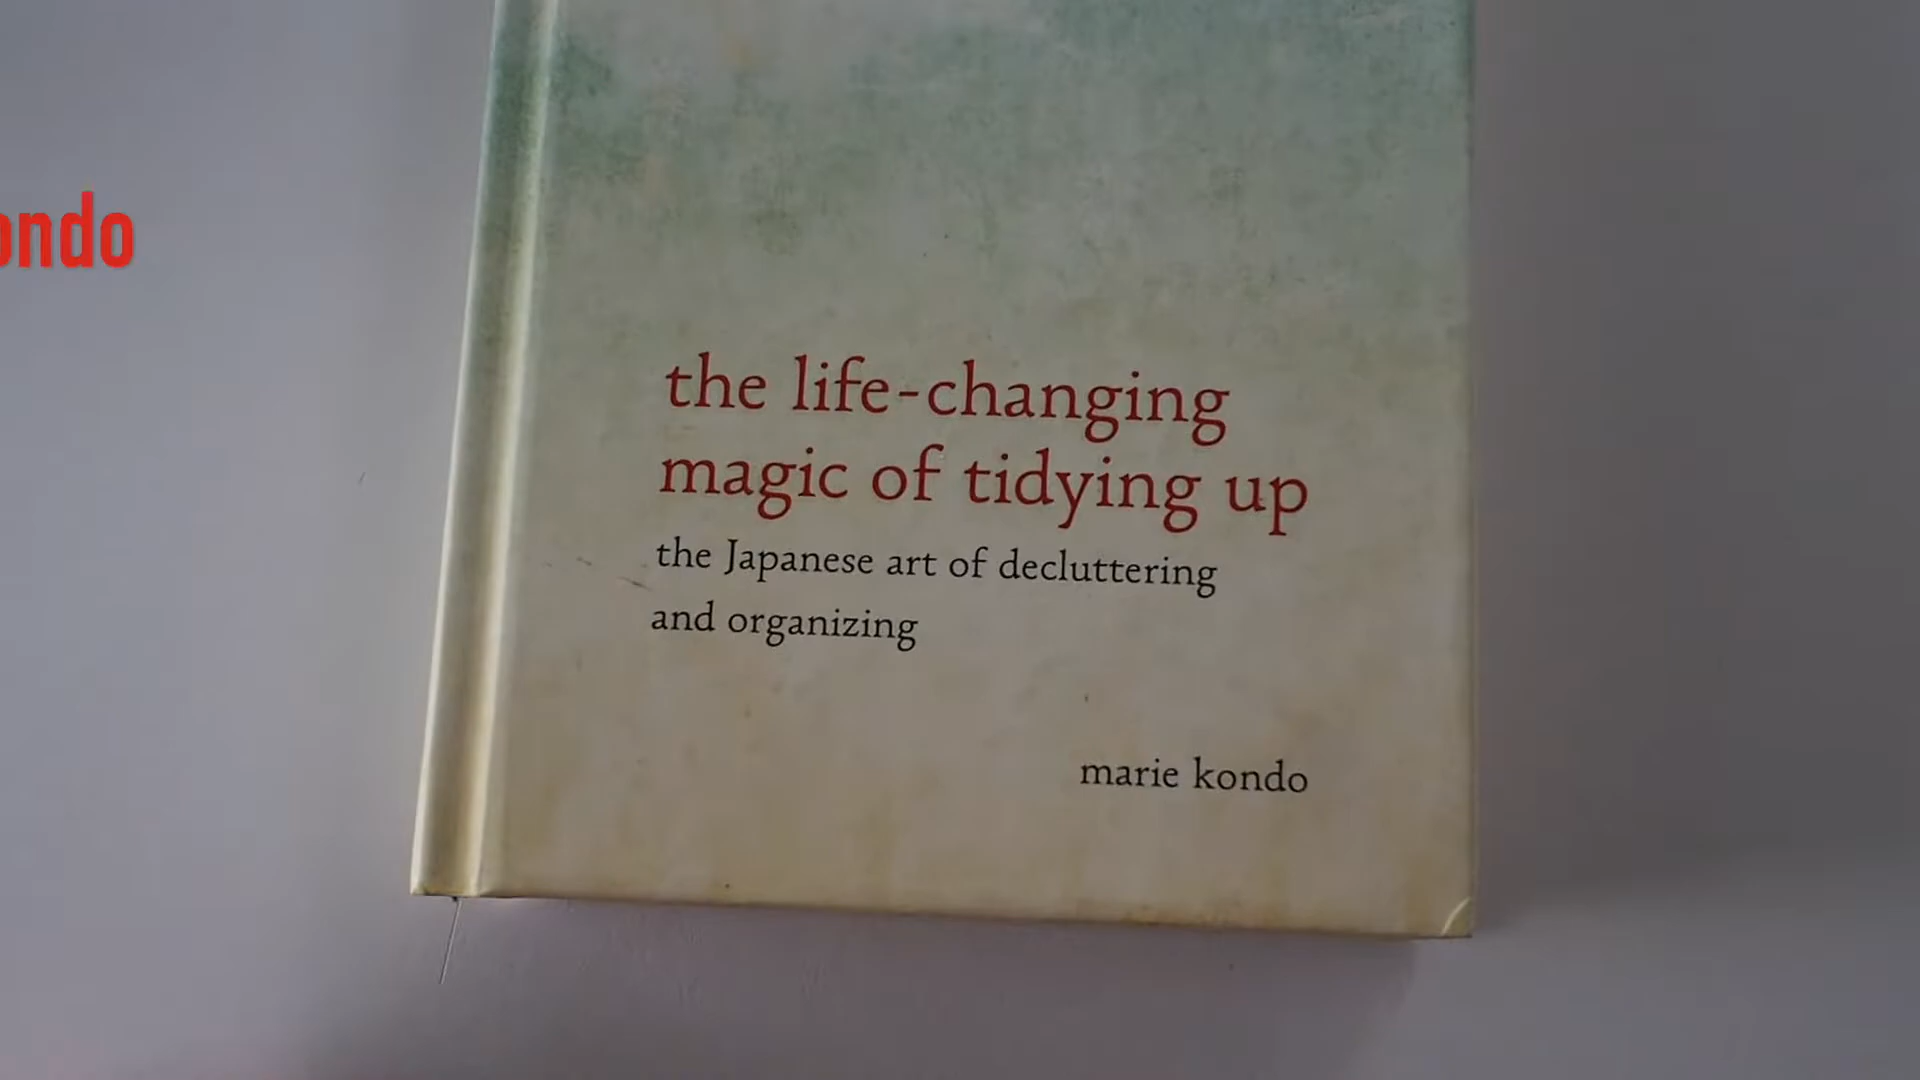 ondo
the life-changing
magic of tidying up
the Japanese art of decluttering
and organizing
marie kondo